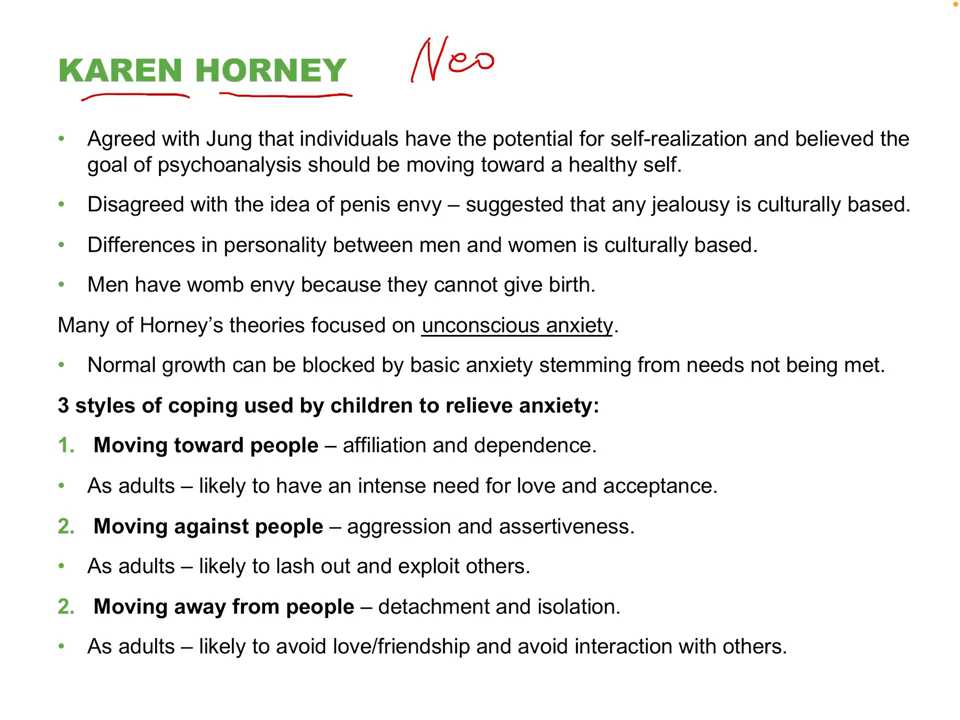 KAREN HORNEY Neo
• Agreed with Jung that individuals have the potential for self-realization and believed the
goal of psychoanalysis should be moving toward a healthy self.
• Disagreed with the idea of penis envy – suggested that any jealousy is culturally based.
• Differences in personality between men and women is culturally based.
• Men have womb envy because they cannot give birth.
Many of Horney’s theories focused on unconscious anxiety.
• Normal growth can be blocked by basic anxiety stemming from needs not being met.
3 styles of coping used by children to relieve anxiety:
1. Moving toward people – affiliation and dependence.
• As adults – likely to have an intense need for love and acceptance.
2. Moving against people – aggression and assertiveness.
• As adults – likely to lash out and exploit others.
2. Moving away from people – detachment and isolation.
• As adults – likely to avoid love/friendship and avoid interaction with others.